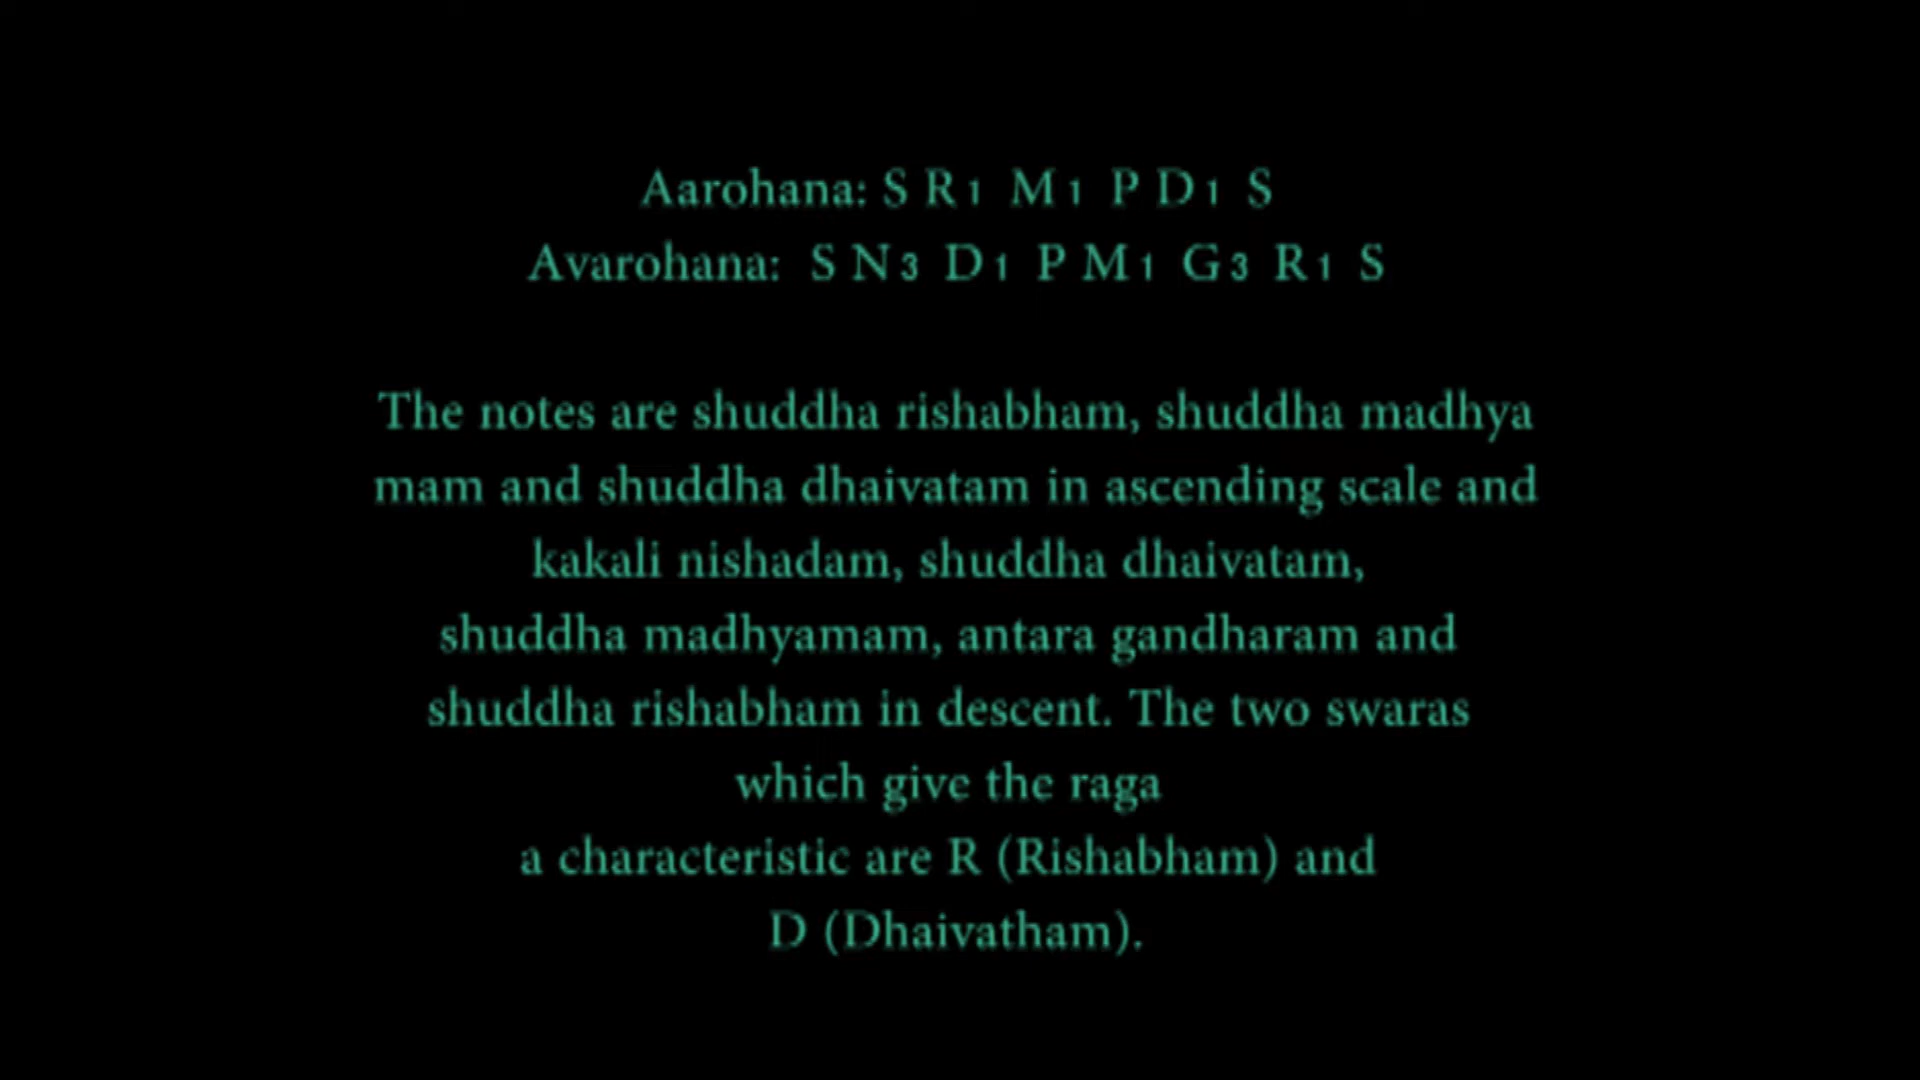 Aarohana: S R1 M1 P D1 S
Avarohana: S N3 D1 P M1 G3 R1 S
The notes are shuddha rishabham, shuddha madhya
mam and shuddha dhaivatam in ascending scale and
kakali nishadam, shuddha dhaivatam,
shuddha madhyamam, antara gandharam and
shuddha rishabham in descent. The two swaras
which give the raga
a characteristic are R (Rishabham) and
D (Dhaivatham).